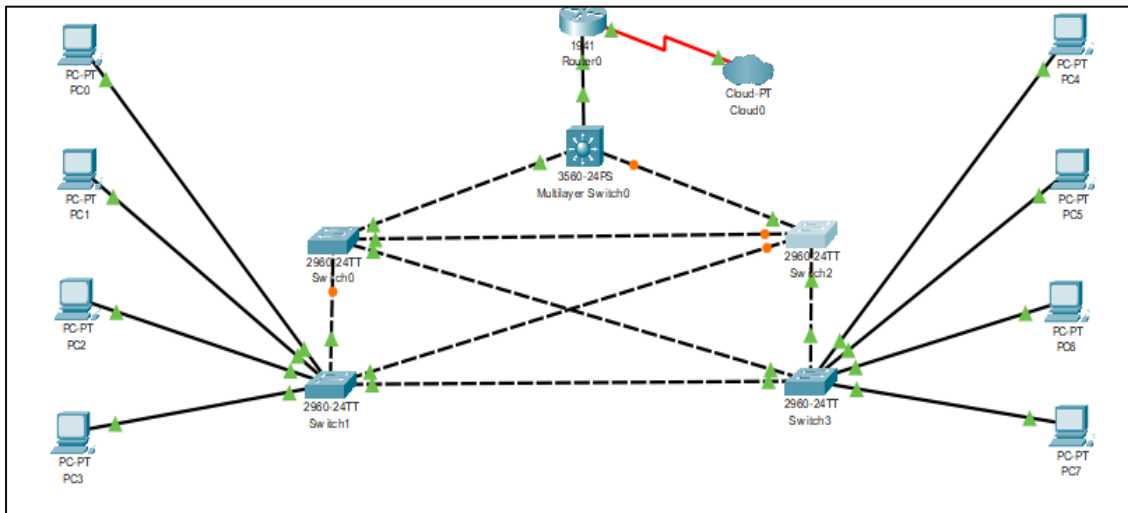 PC-PT
PC0
1941
Router0
Cloud-PT
Cloud0
PC-PT
PC4
PC-PT
PC1
3560-24PS
Multilayer Switch0
PC-PT
PC5
2960-24TT
Switch0
2960-24TT
Switch2
PC-PT
PC2
PC-PT
PC6
2960-24TT
Switch1
2960-24TT
Switch3
PC-PT
PC3
PC-PT
PC7